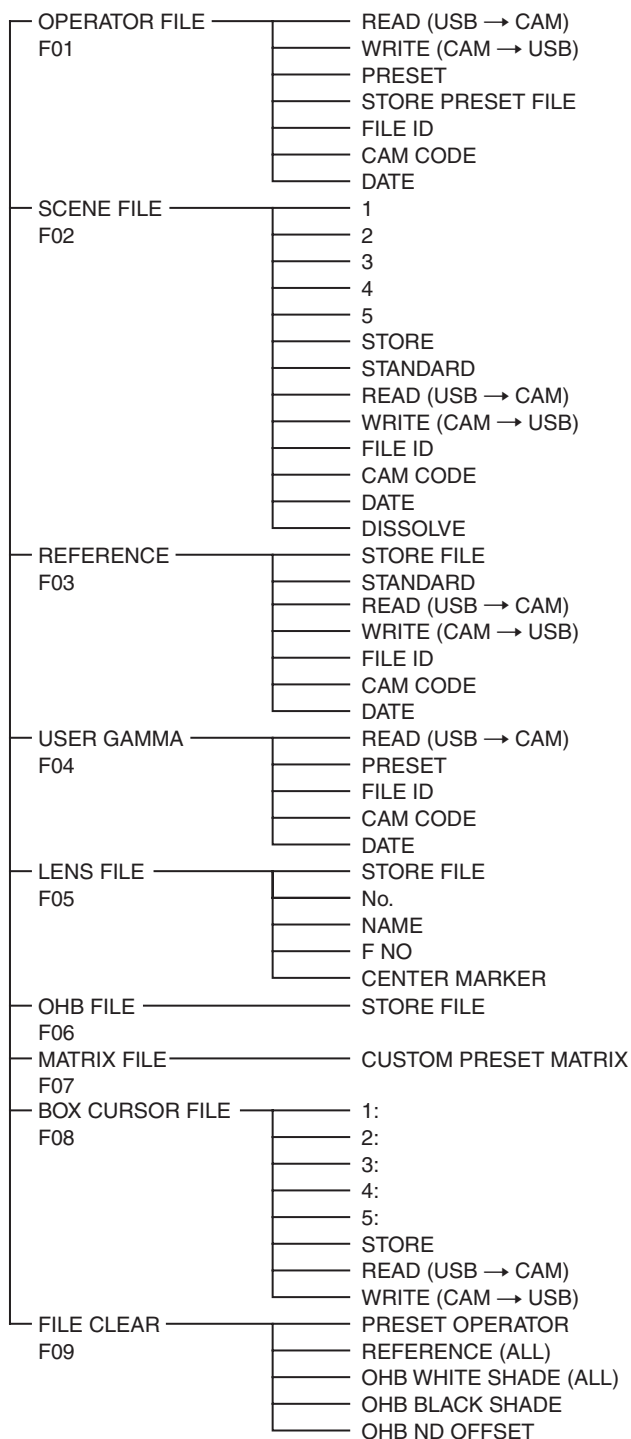 OPERATOR FILE READ (USB → CAM)
F01 WRITE (CAM → USB)
PRESET
STORE PRESET FILE
FILE ID
CAM CODE
DATE
SCENE FILE 1
F02 2
3
4
5
STORE
STANDARD
READ (USB → CAM)
WRITE (CAM → USB)
FILE ID
CAM CODE
DATE
DISSOLVE
REFERENCE STORE FILE
F03 STANDARD
READ (USB → CAM)
WRITE (CAM → USB)
FILE ID
CAM CODE
DATE
USER GAMMA READ (USB → CAM)
F04 PRESET
FILE ID
CAM CODE
DATE
LENS FILE STORE FILE
F05 No.
NAME
F NO
CENTER MARKER
OHB FILE STORE FILE
F06
MATRIX FILE CUSTOM PRESET MATRIX
F07
BOX CURSOR FILE 1:
F08 2:
3:
4:
5:
STORE
READ (USB → CAM)
WRITE (CAM → USB)
FILE CLEAR PRESET OPERATOR
F09 REFERENCE (ALL)
OHB WHITE SHADE (ALL)
OHB BLACK SHADE
OHB ND OFFSET